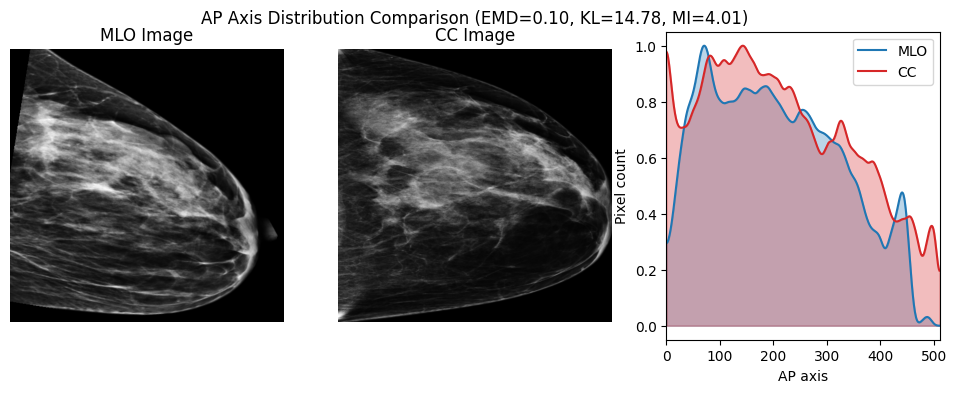 AP Axis Distribution Comparison (EMD=0.10, KL=14.78, MI=4.01)
MLO Image
CC Image
MLO
CC
1.0
0.8
0.6
0.4
0.2
0.0
Pixel count
0
100
200
300
400
500
AP axis